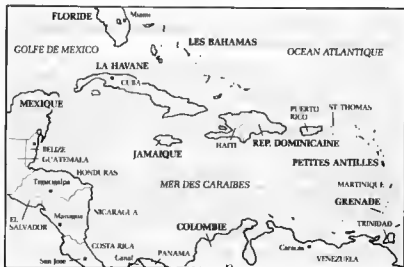 FLORIDE
Miami
GOLFE DE MEXICO
LES BAHAMAS
OCEAN ATLANTIQUE
LA HAVANE
CUBA
MEXIQUE
PUERTO
RICO
ST THOMAS
BELIZE
GUATEMALA
JAMAIQUE
HAITI
REP. DOMINICAINE
PETITES ANTILLES
HONDURAS
MER DES CARAIBES
MARTINIQUE
Tegucigalpa
GRENADE
EL
SALVADOR
Managua
NICARAGUA
COLOMBIE
TRINIDAD
COSTA RICA
Caracas
San Jose
Canal
PANAMA
VENEZUELA